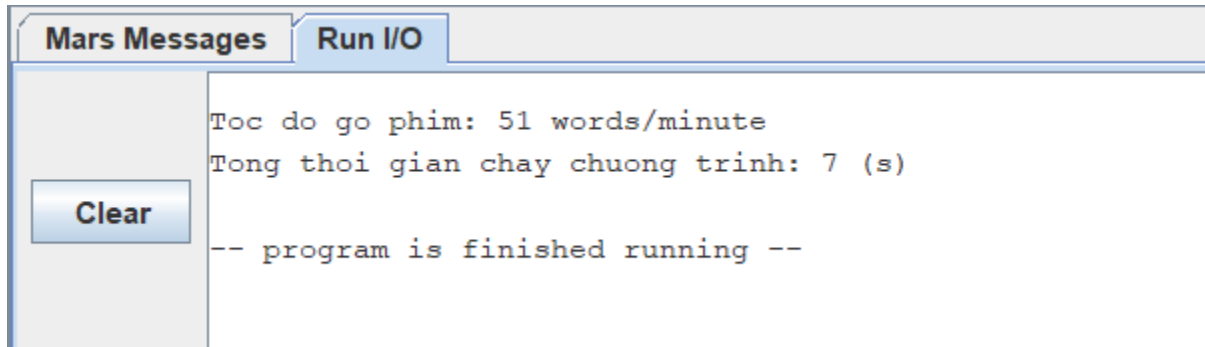 Mars Messages Run I/O
Toc do go phim: 51 words/minute
Tong thoi gian chay chuong trinh: 7 (s)
Clear
-- program is finished running --